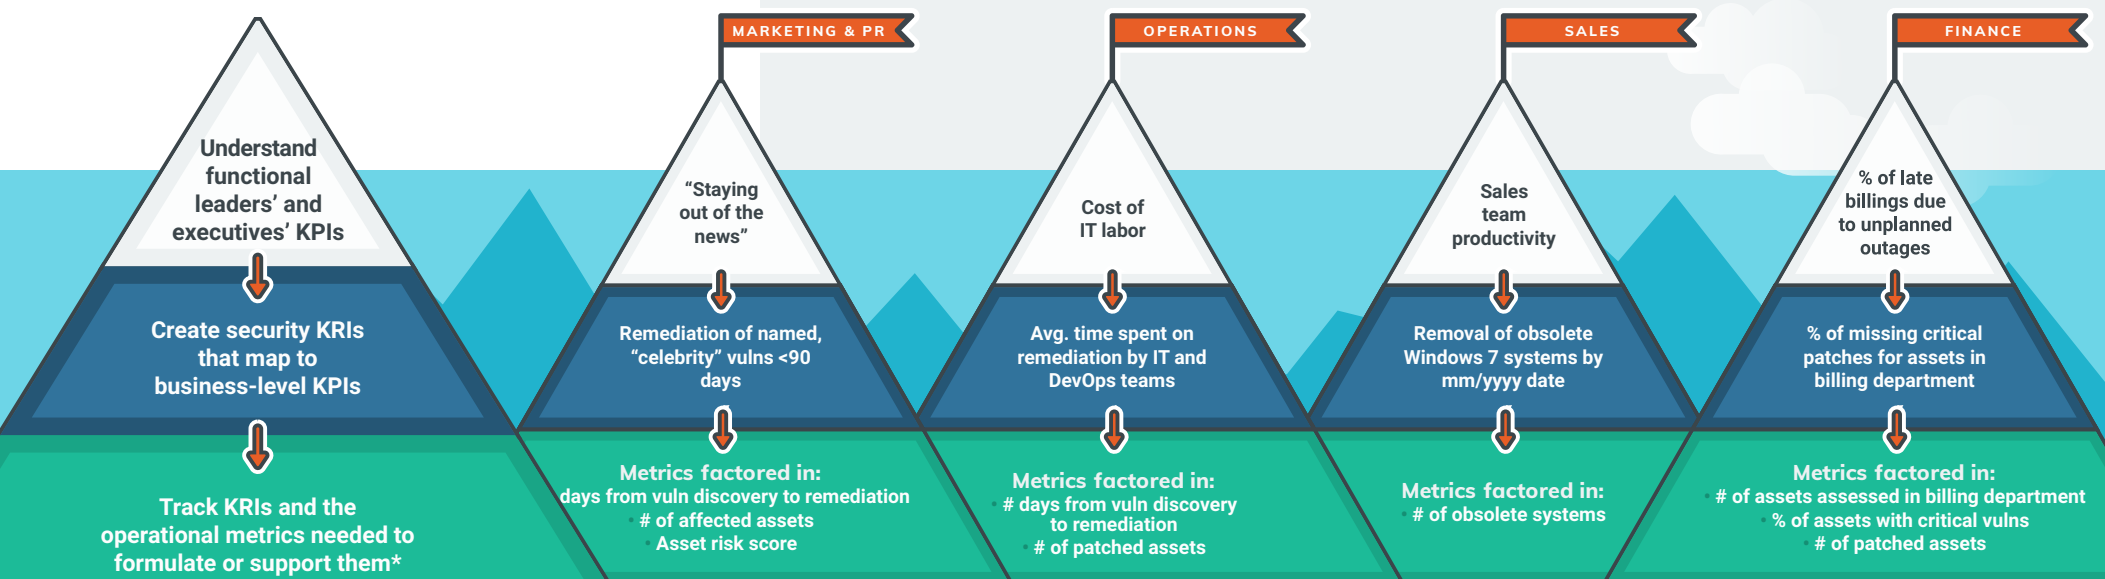 MARKETING & PR
OPERATIONS
SALES
FINANCE
Understand
functional
leaders’ and
executives’ KPIs
Create security KRIs
that map to
business-level KPIs
Track KRIs and the
operational metrics needed to
formulate or support them*
“Staying
out of the
news”
Remediation of named,
“celebrity” vulns <90
days
Metrics factored in:
days from vuln discovery to remediation
• # of affected assets
• Asset risk score
Cost of
IT labor
Avg. time spent on
remediation by IT and
DevOps teams
Metrics factored in:
• # days from vuln discovery
to remediation
• # of patched assets
Sales
team
productivity
Removal of obsolete
Windows 7 systems by
mm/yyyy date
Metrics factored in:
• # of obsolete systems
% of late
billings due
to unplanned
outages
% of missing critical
patches for assets in
billing department
Metrics factored in:
• # of assets assessed in billing department
• % of assets with critical vulns
• # of patched assets